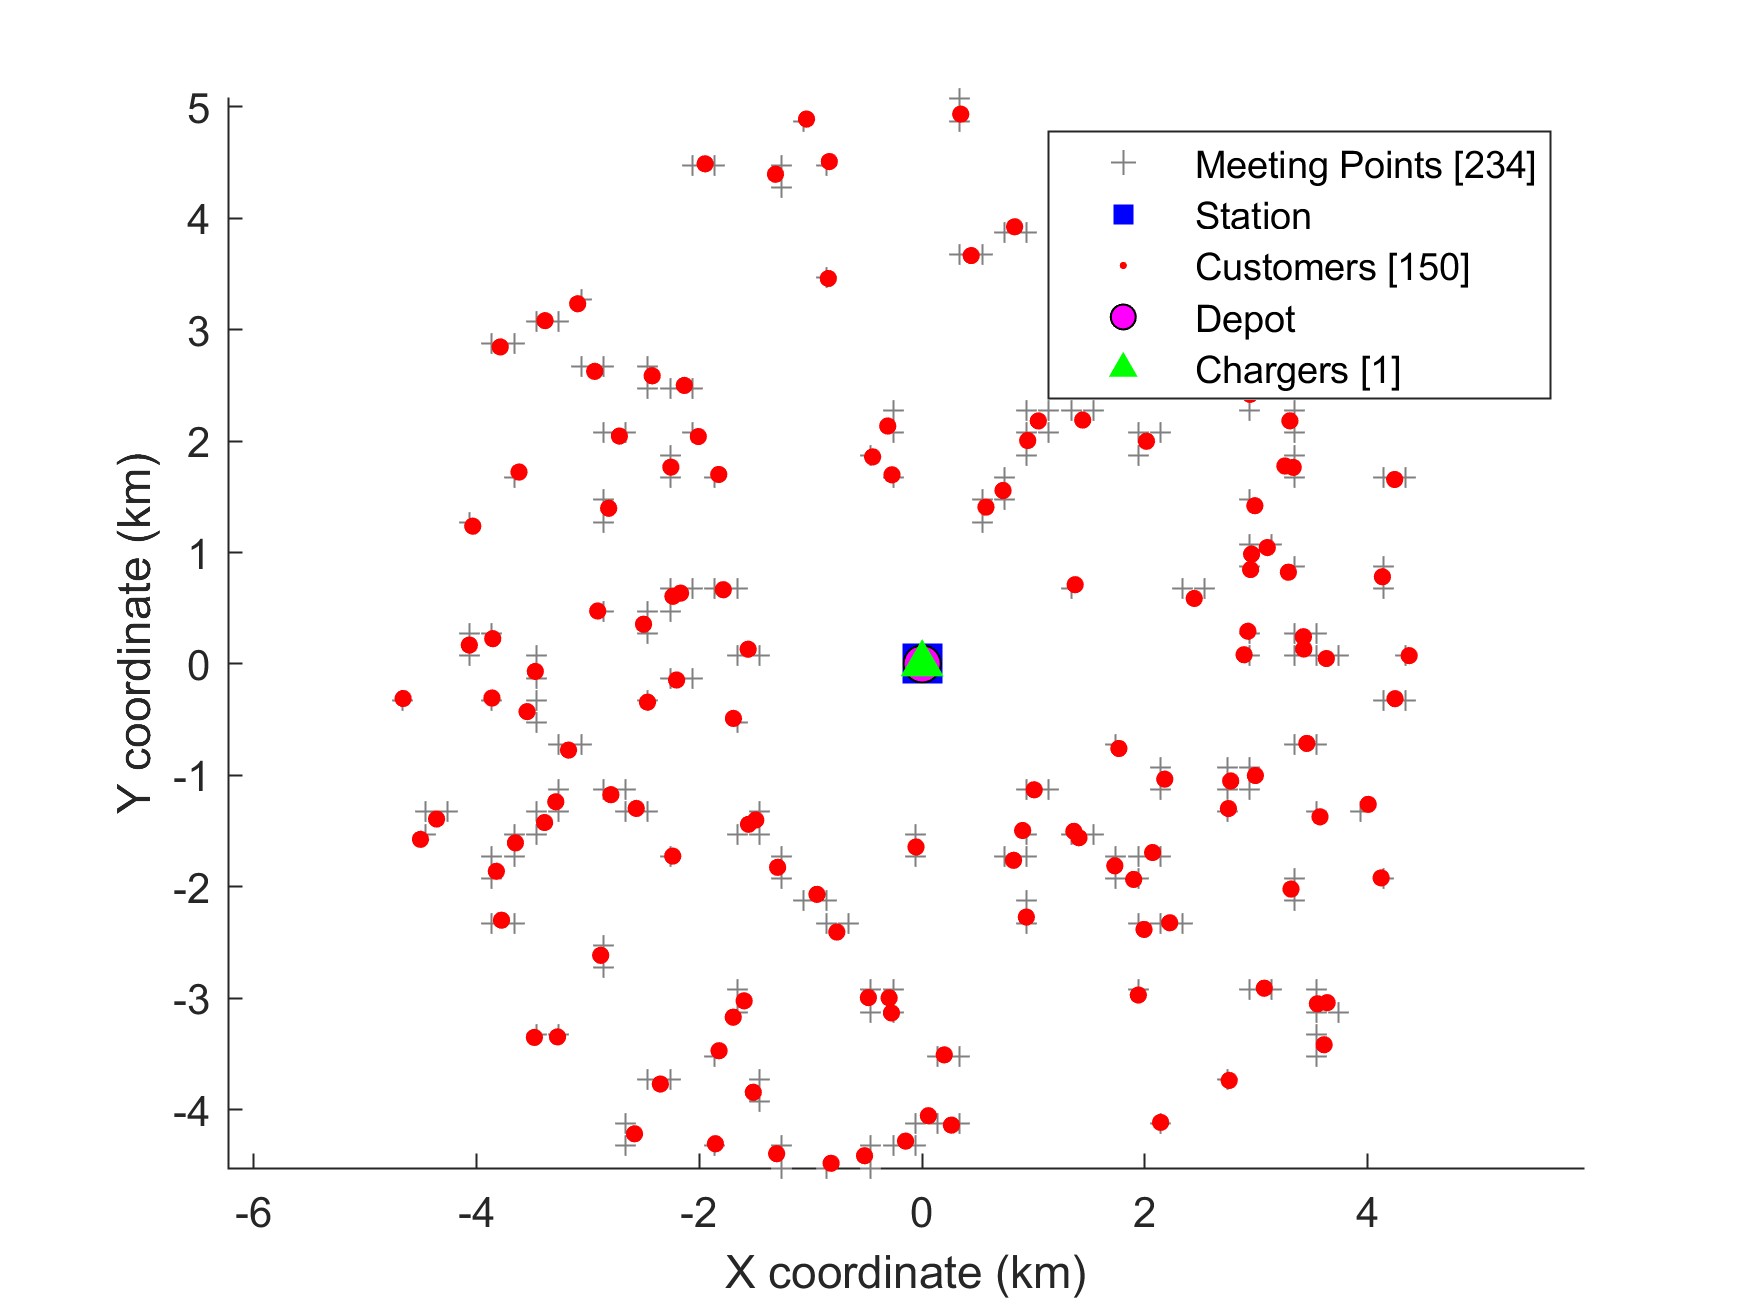 5
4
3
2
1
0
-1
-2
-3
-4
Y coordinate (km)
Meeting Points [234]
Station
Customers [150]
Depot
Chargers [1]
-6 -4 -2 0 2 4
X coordinate (km)